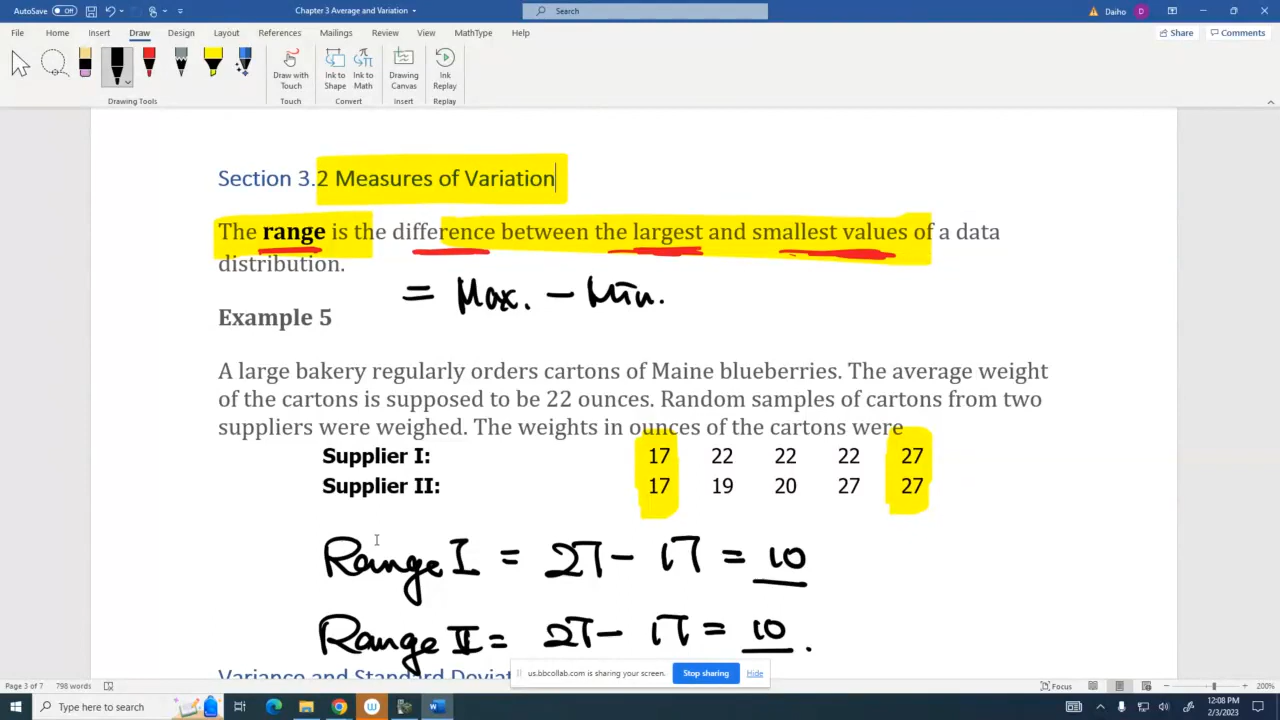 AutoSave Off Chapter 3 Average and Variation Search Daiho D
File Home Insert Draw Design Layout References Mailings Review View MathType Help Share Comments
Draw with Touch Ink to Shape Ink to Math Drawing Canvas Ink Replay
Drawing Tools Touch Convert Insert Replay
Section 3.2 Measures of Variation
The range is the difference between the largest and smallest values of a data
distribution.
= Max. - Min.
Example 5
A large bakery regularly orders cartons of Maine blueberries. The average weight
of the cartons is supposed to be 22 ounces. Random samples of cartons from two
suppliers were weighed. The weights in ounces of the cartons were
Supplier I: 17 22 22 22 27
Supplier II: 17 19 20 27 27
Range I = 27 - 17 = 10
Range II = 27 - 17 = 10.
Variance and Standard Devia
us.bbcollab.com is sharing your screen. Stop sharing Hide
Page 3 of 7 798 words Focus 200%
Type here to search 12:08 PM
2/3/2023